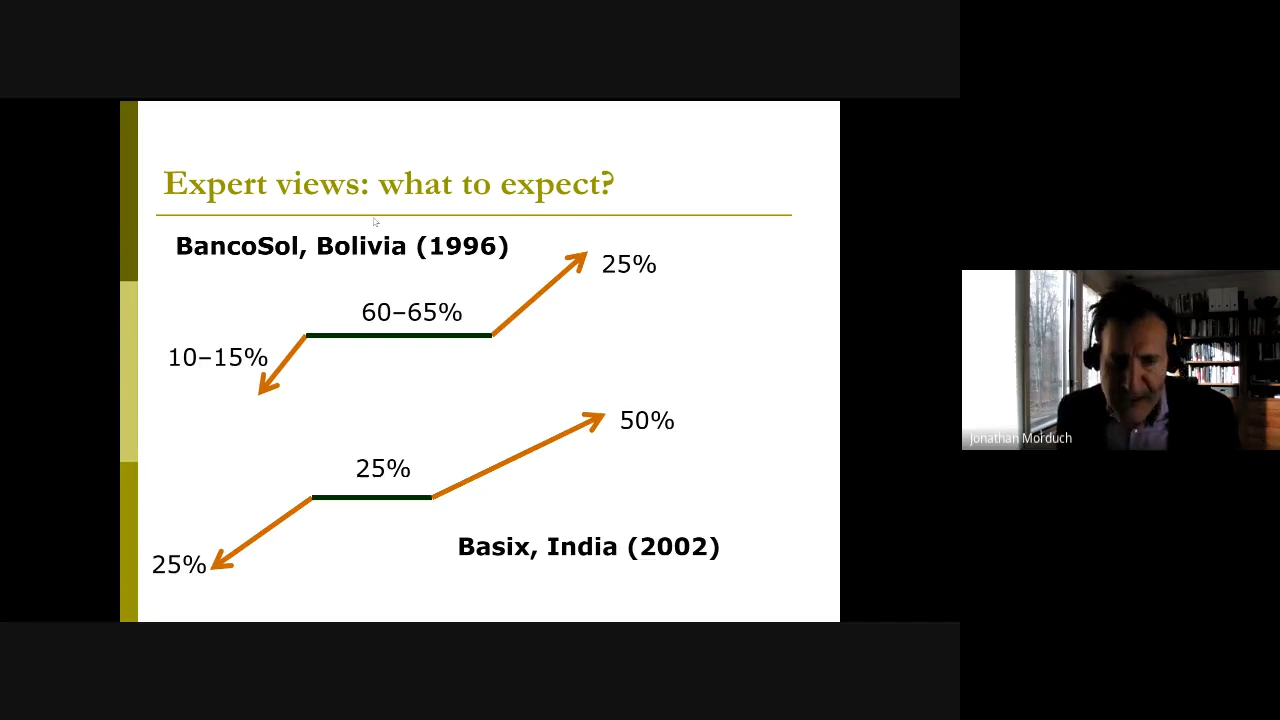 Expert views: what to expect?
BancoSol, Bolivia (1996)
25%
60–65%
10–15%
50%
25%
Basix, India (2002)
25%
Jonathan Morduch